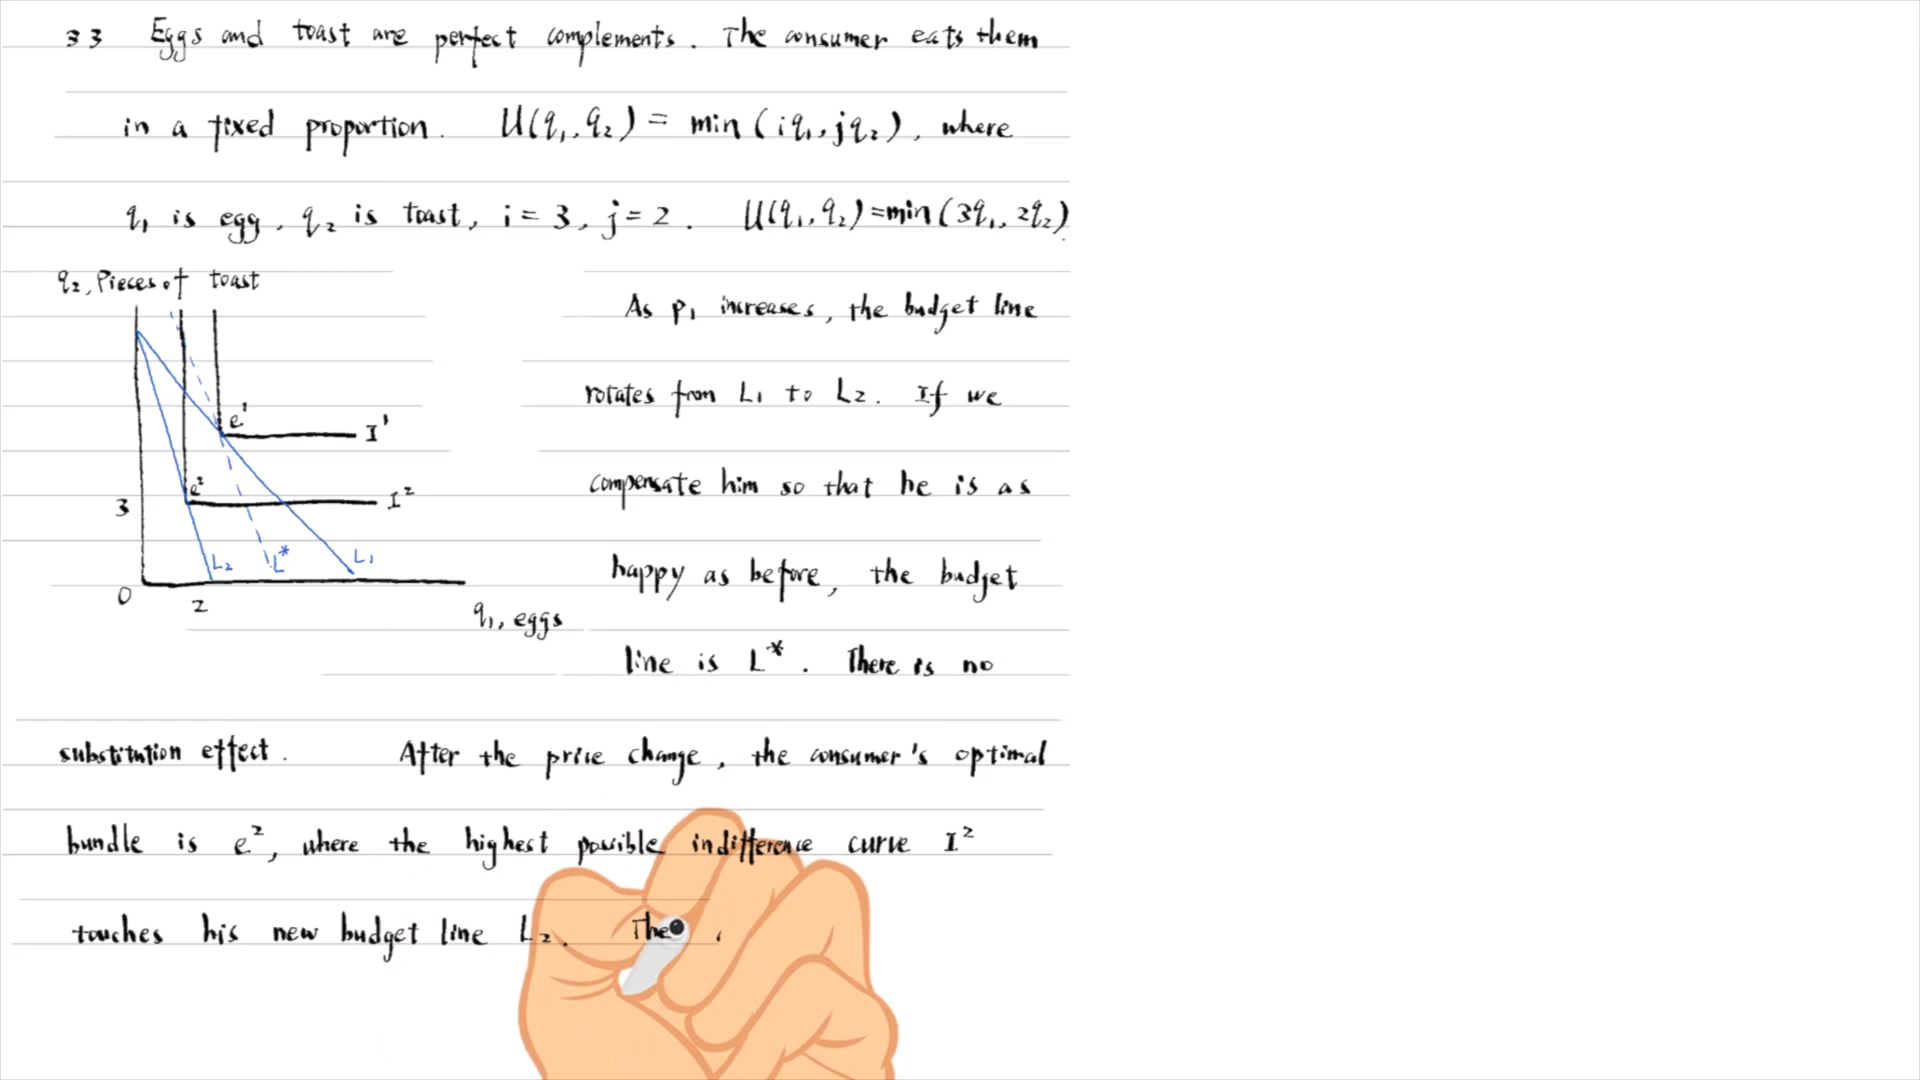 33 Eggs and toast are perfect complements. The consumer eats them
in a fixed proportion. U(q₁, q₂) = min (iq₁, jq₂), where
q₁ is egg, q₂ is toast, i = 3, j = 2. U(q₁, q₂)=min(3q₁, 2q₂).
q₂, Pieces of toast
e¹
I¹
e²
I²
3
L₂
L*
L₁
0
2
q₁, eggs
As p₁ increases, the budget line
rotates from L₁ to L₂. If we
compensate him so that he is as
happy as before, the budget
line is L*. There is no
substitution effect. After the price change, the consumer's optimal
bundle is e², where the highest possible indifference curve I²
touches his new budget line L₂. The